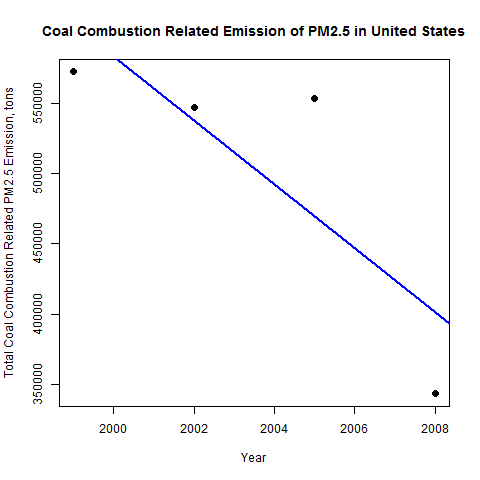 Coal Combustion Related Emission of PM2.5 in United States
Total Coal Combustion Related PM2.5 Emission, tons
550000
500000
450000
400000
350000
2000 2002 2004 2006 2008
Year